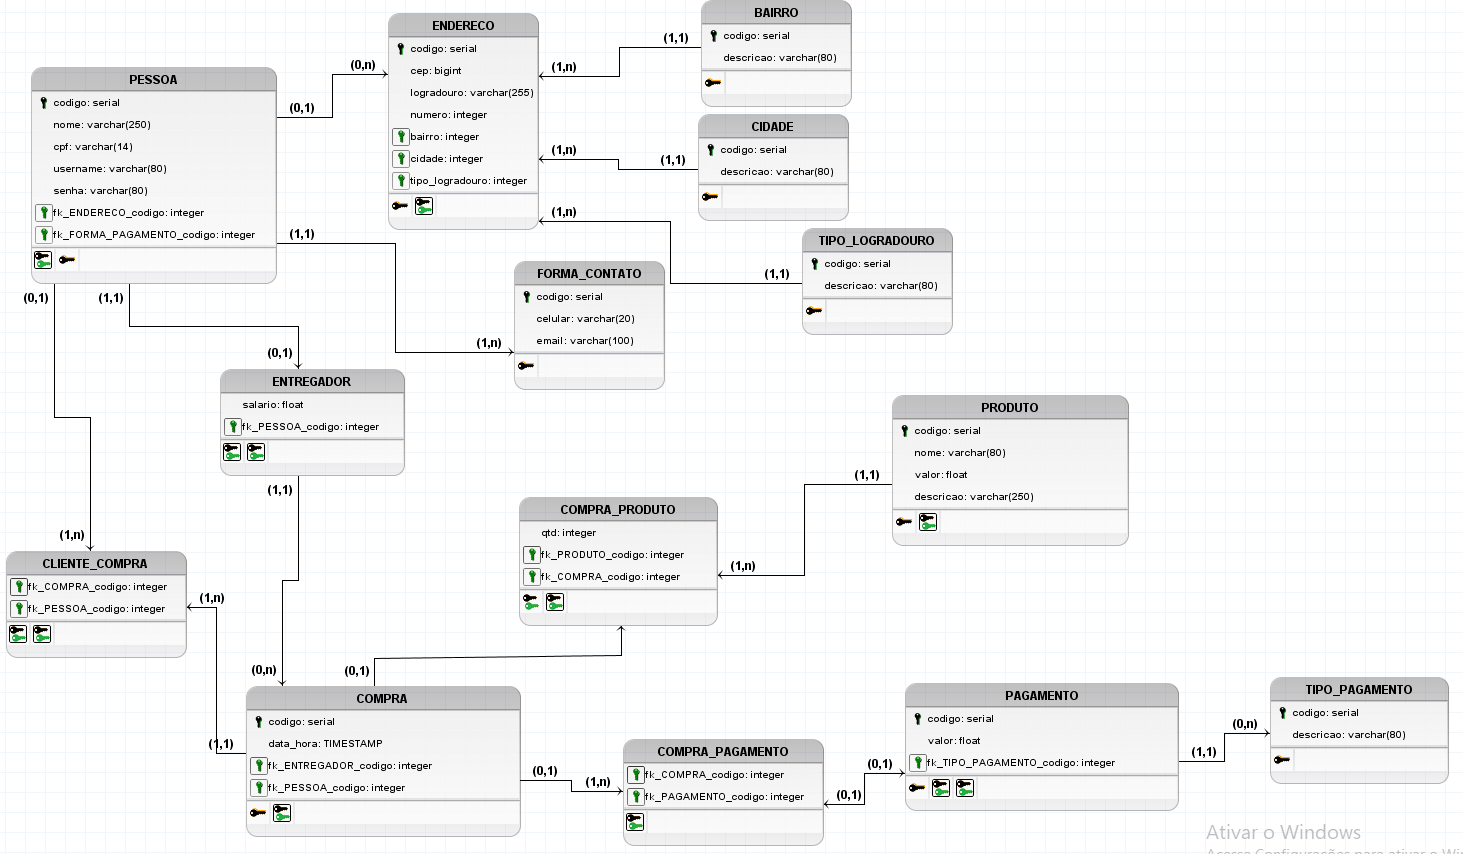 BAIRRO
codigo: serial
descricao: varchar(80)
(1,1)
ENDERECO
codigo: serial
cep: bigint
logradouro: varchar(255)
numero: integer
bairro: integer
cidade: integer
tipo_logradouro: integer
(1,n)
(1,n)
(1,n)
(0,n)
(0,1)
PESSOA
codigo: serial
nome: varchar(250)
cpf: varchar(14)
username: varchar(80)
senha: varchar(80)
fk_ENDERECO_codigo: integer
fk_FORMA_PAGAMENTO_codigo: integer
(1,1)
(0,1)
(1,1)
CIDADE
codigo: serial
descricao: varchar(80)
(1,1)
TIPO_LOGRADOURO
codigo: serial
descricao: varchar(80)
(1,1)
FORMA_CONTATO
codigo: serial
celular: varchar(20)
email: varchar(100)
(1,n)
(0,1)
ENTREGADOR
salario: float
fk_PESSOA_codigo: integer
(1,1)
PRODUTO
codigo: serial
nome: varchar(80)
valor: float
descricao: varchar(250)
(1,1)
COMPRA_PRODUTO
qtd: integer
fk_PRODUTO_codigo: integer
fk_COMPRA_codigo: integer
(1,n)
(1,n)
CLIENTE_COMPRA
fk_COMPRA_codigo: integer
fk_PESSOA_codigo: integer
(1,n)
(0,n)
(0,1)
(1,1)
COMPRA
codigo: serial
data_hora: TIMESTAMP
fk_ENTREGADOR_codigo: integer
fk_PESSOA_codigo: integer
(0,1)
(1,n)
COMPRA_PAGAMENTO
fk_COMPRA_codigo: integer
fk_PAGAMENTO_codigo: integer
(0,1)
(0,1)
PAGAMENTO
codigo: serial
valor: float
fk_TIPO_PAGAMENTO_codigo: integer
(1,1)
(0,n)
TIPO_PAGAMENTO
codigo: serial
descricao: varchar(80)
Ativar o Windows
Acesse Configurações para ativar o Wi